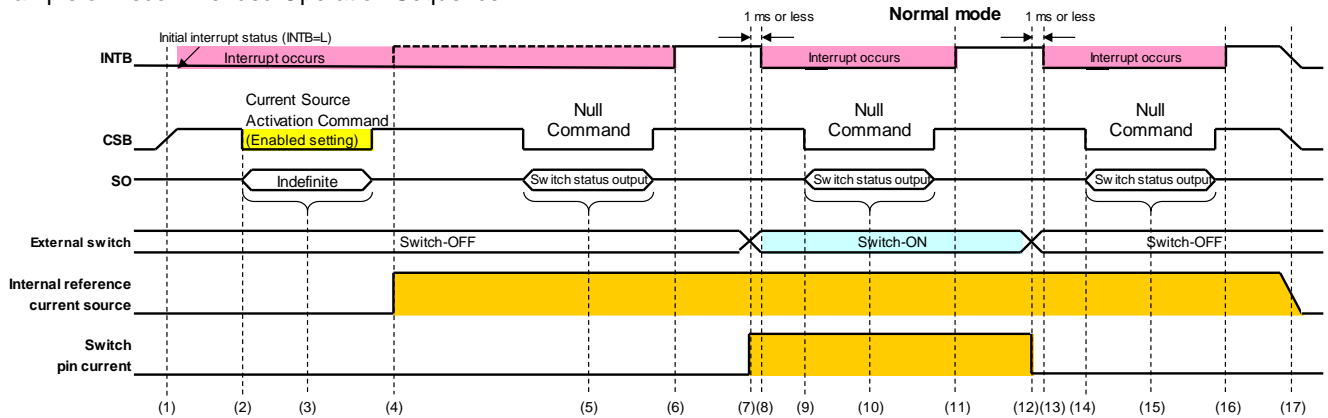 Normal mode
1 ms or less
1 ms or less
Initial interrupt status (INTB=L)
INTB
Interrupt occurs
Interrupt occurs
Interrupt occurs
Current Source
Activation Command
(Enabled setting)
Null
Command
Null
Command
Null
Command
CSB
SO
Indefinite
Switch status output
Switch status output
Switch status output
External switch
Switch-OFF
Switch-ON
Switch-OFF
Internal reference
current source
Switch
pin current
(1) (2) (3) (4) (5) (6) (7) (8) (9) (10) (11) (12) (13) (14) (15) (16) (17)